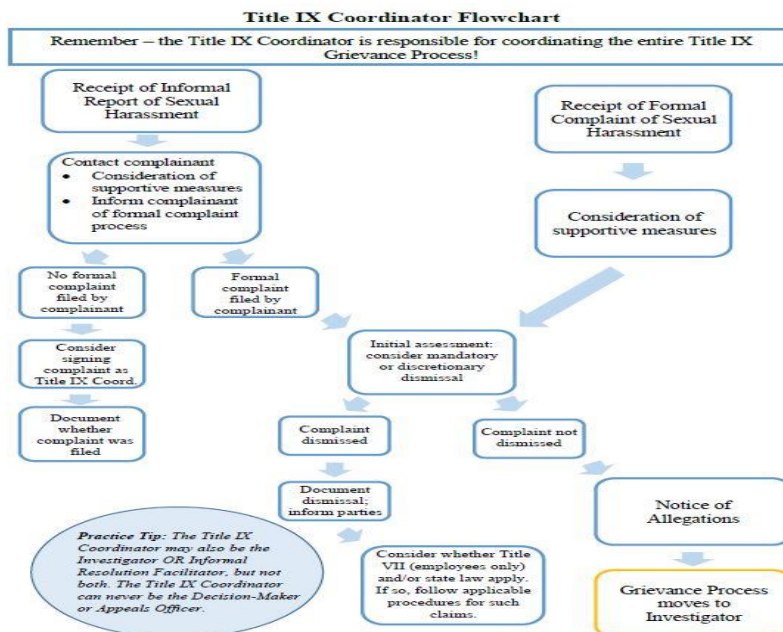 Title IX Coordinator Flowchart
Remember – the Title IX Coordinator is responsible for coordinating the entire Title IX
Grievance Process!
Receipt of Informal
Report of Sexual
Harassment
Receipt of Formal
Complaint of Sexual
Harassment
Contact complainant
• Consideration of
supportive measures
• Inform complainant
of formal complaint
process
Consideration of
supportive measures
No formal
complaint
filed by
complainant
Formal
complaint
filed by
complainant
Consider
signing
complaint as
Title IX Coord.
Initial assessment:
consider mandatory
or discretionary
dismissal
Document
whether
complaint was
filed
Complaint
dismissed
Complaint not
dismissed
Document
dismissal;
inform parties
Notice of
Allegations
Practice Tip: The Title IX
Coordinator may also be the
Investigator OR Informal
Resolution Facilitator, but not
both. The Title IX Coordinator
can never be the Decision-Maker
or Appeals Officer.
Consider whether Title
VII (employees only)
and/or state law apply.
If so, follow applicable
procedures for such
claims.
Grievance Process
moves to
Investigator